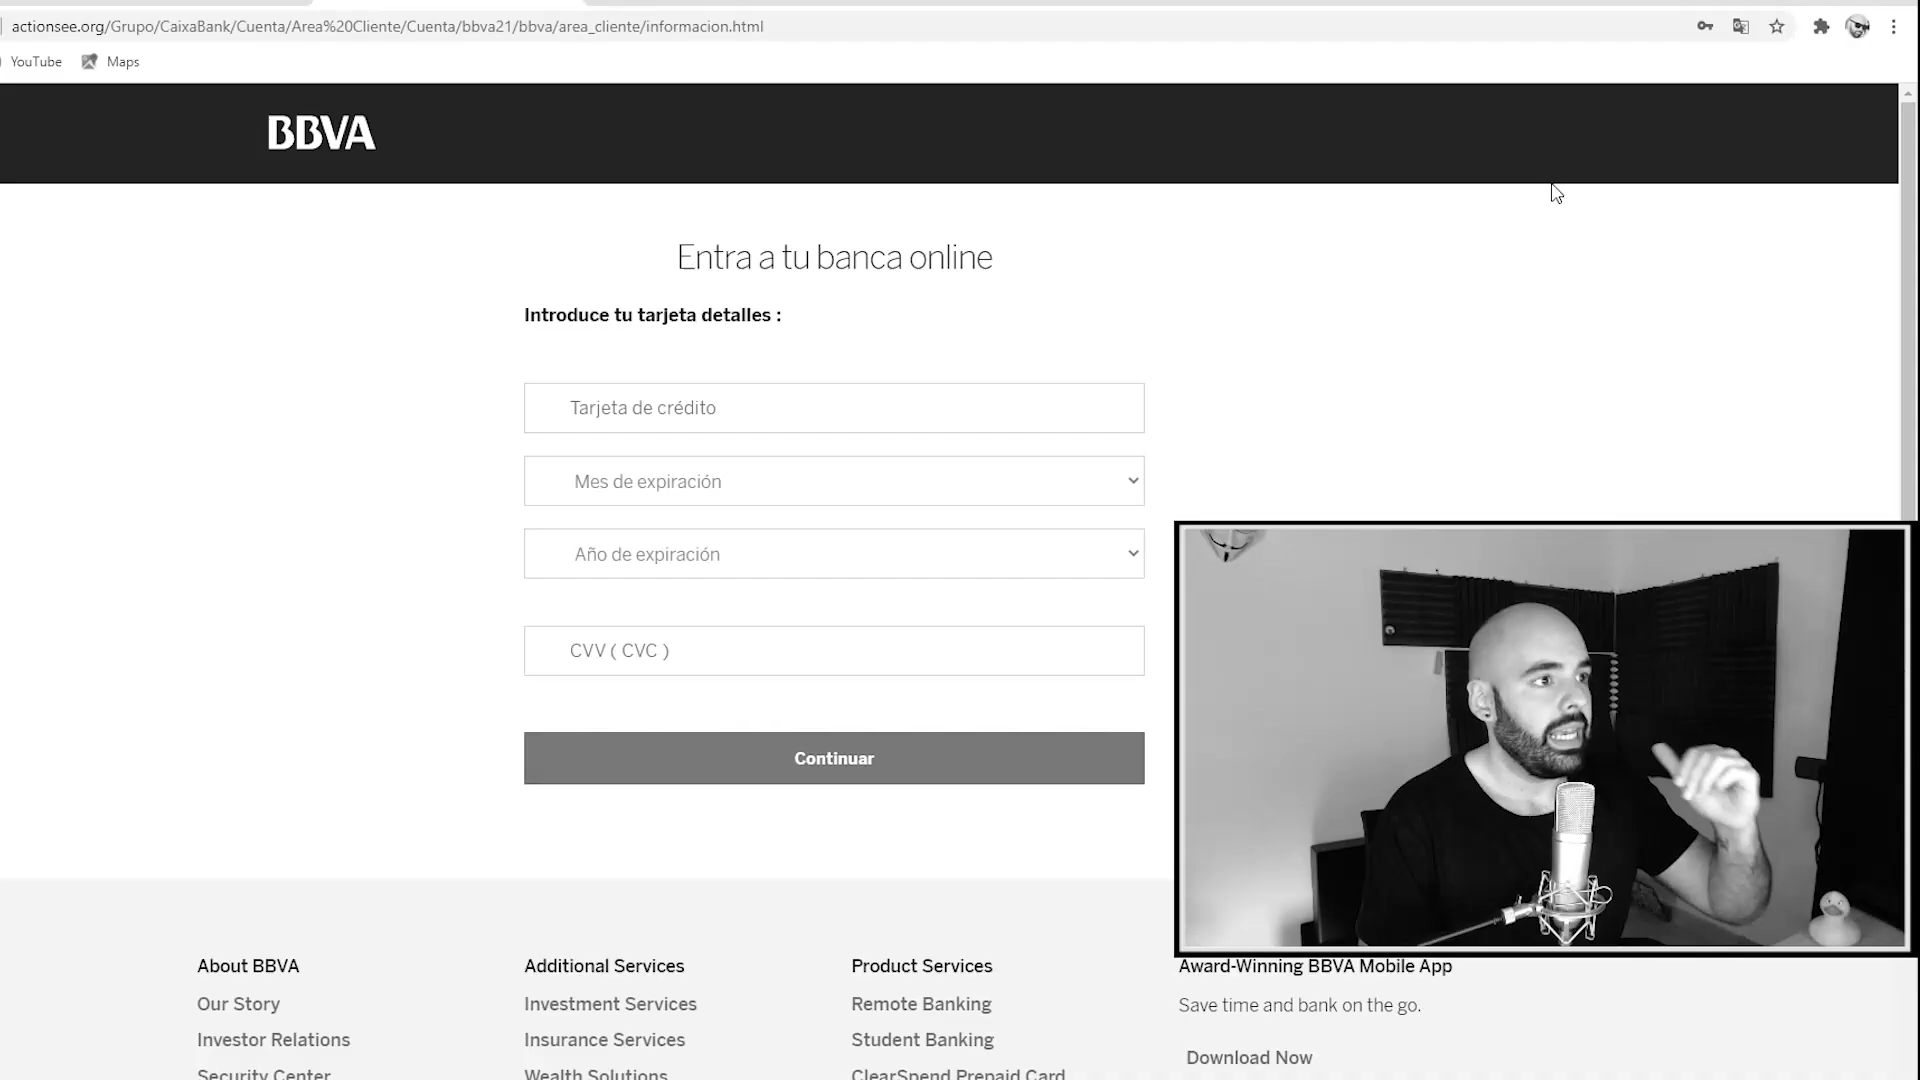 actionsee.org/Grupo/CaixaBank/Cuenta/Area%20Cliente/Cuenta/bbva21/bbva/area_cliente/informacion.html
YouTube
Maps
BBVA
Entra a tu banca online
Introduce tu tarjeta detalles :
Tarjeta de crédito
Mes de expiración
Año de expiración
CVV ( CVC )
Continuar
About BBVA
Our Story
Investor Relations
Security Center
Additional Services
Investment Services
Insurance Services
Wealth Solutions
Product Services
Remote Banking
Student Banking
ClearSpend Prepaid Card
Award-Winning BBVA Mobile App
Save time and bank on the go.
Download Now